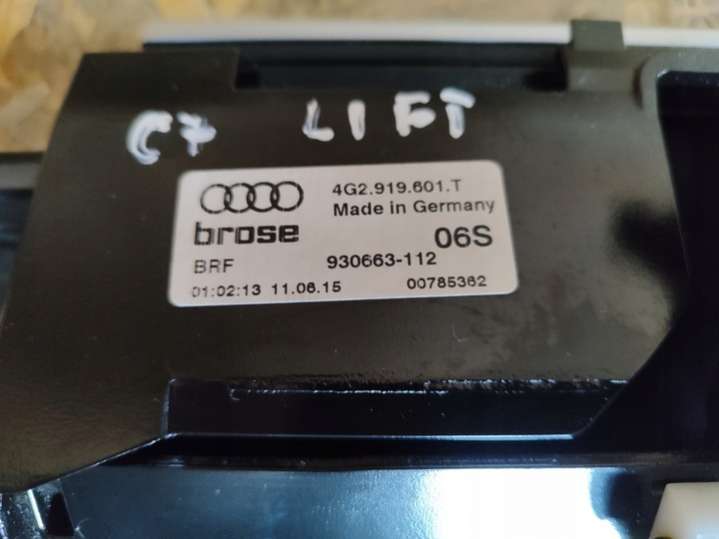 C7 LIFT
4G2.919.601.T
Made in Germany
brose
06S
BRF 930663-112
01:02:13 11.06.15 00785362